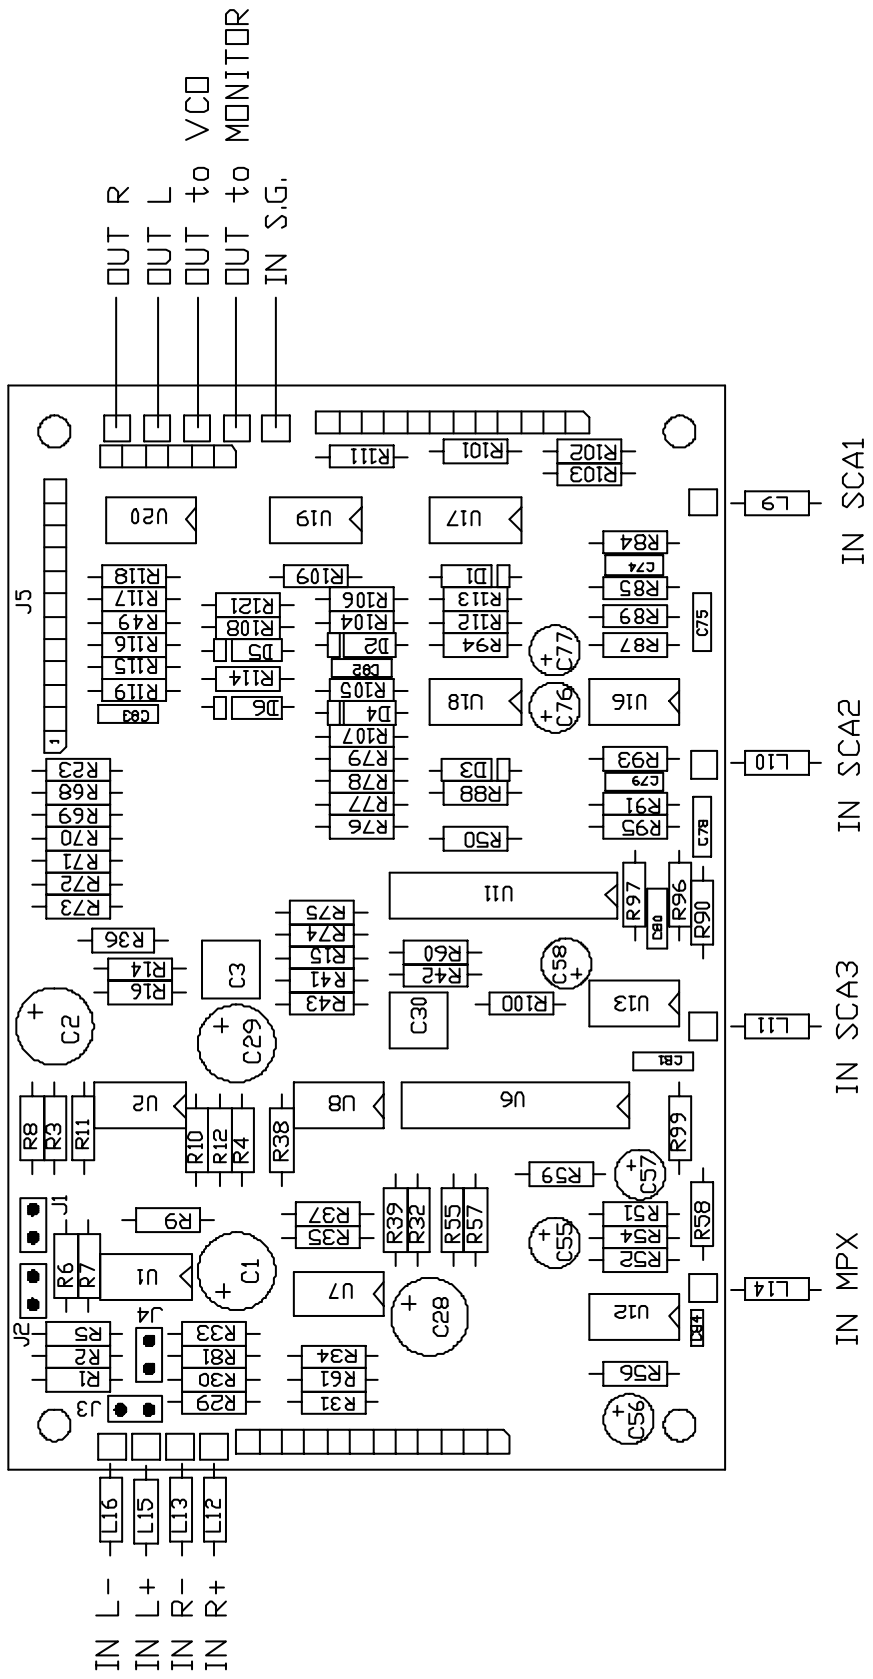 OUT R
OUT L
OUT to VCO
OUT to MONITOR
IN S.G.
J5
1
R111
R101
R102
R103
U20
U19
U17
L9
IN SCA1
R118
R117
R49
R116
R115
R119
C83
R121
R108
D5
R114
D6
R109
R106
R104
D2
C82
R105
D4
R107
R79
R78
R77
R76
D1
R113
R112
R94
U18
D3
R88
R50
C77
C76
R84
C74
R85
R89
R87
C75
U16
R93
C79
R91
R95
C78
L10
IN SCA2
R23
R68
R69
R70
R71
R72
R73
R36
R14
R16
C2
C3
C29
R75
R74
R15
R41
R43
U11
R60
R42
C30
R100
C58
R97
C80
R96
R90
U13
L11
IN SCA3
C81
R8
R3
R11
U2
R10
R12
R4
R38
U8
U6
R99
J1
R9
R6
R7
U1
C1
R37
R35
R39
R32
R55
R57
R59
C57
C55
R51
R54
R52
R58
J2
J4
R5
R2
R1
J3
R33
R81
R30
R29
U7
C28
R34
R61
R31
U12
C84
R56
C56
L14
IN MPX
L16
L15
L13
L12
IN L-
IN L+
IN R-
IN R+